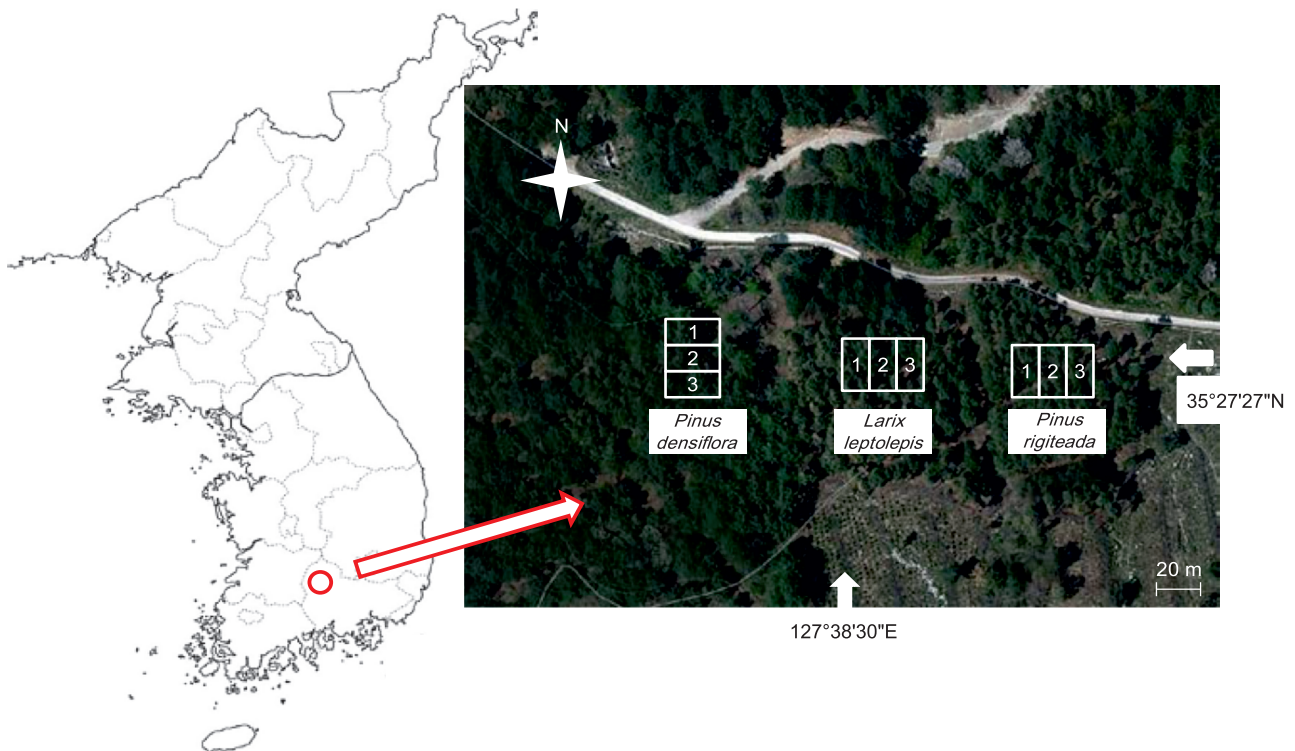 N
1
2
3
Pinus
densiflora
1 2 3
Larix
leptolepis
1 2 3
Pinus
rigiteada
35°27'27"N
20 m
127°38'30"E